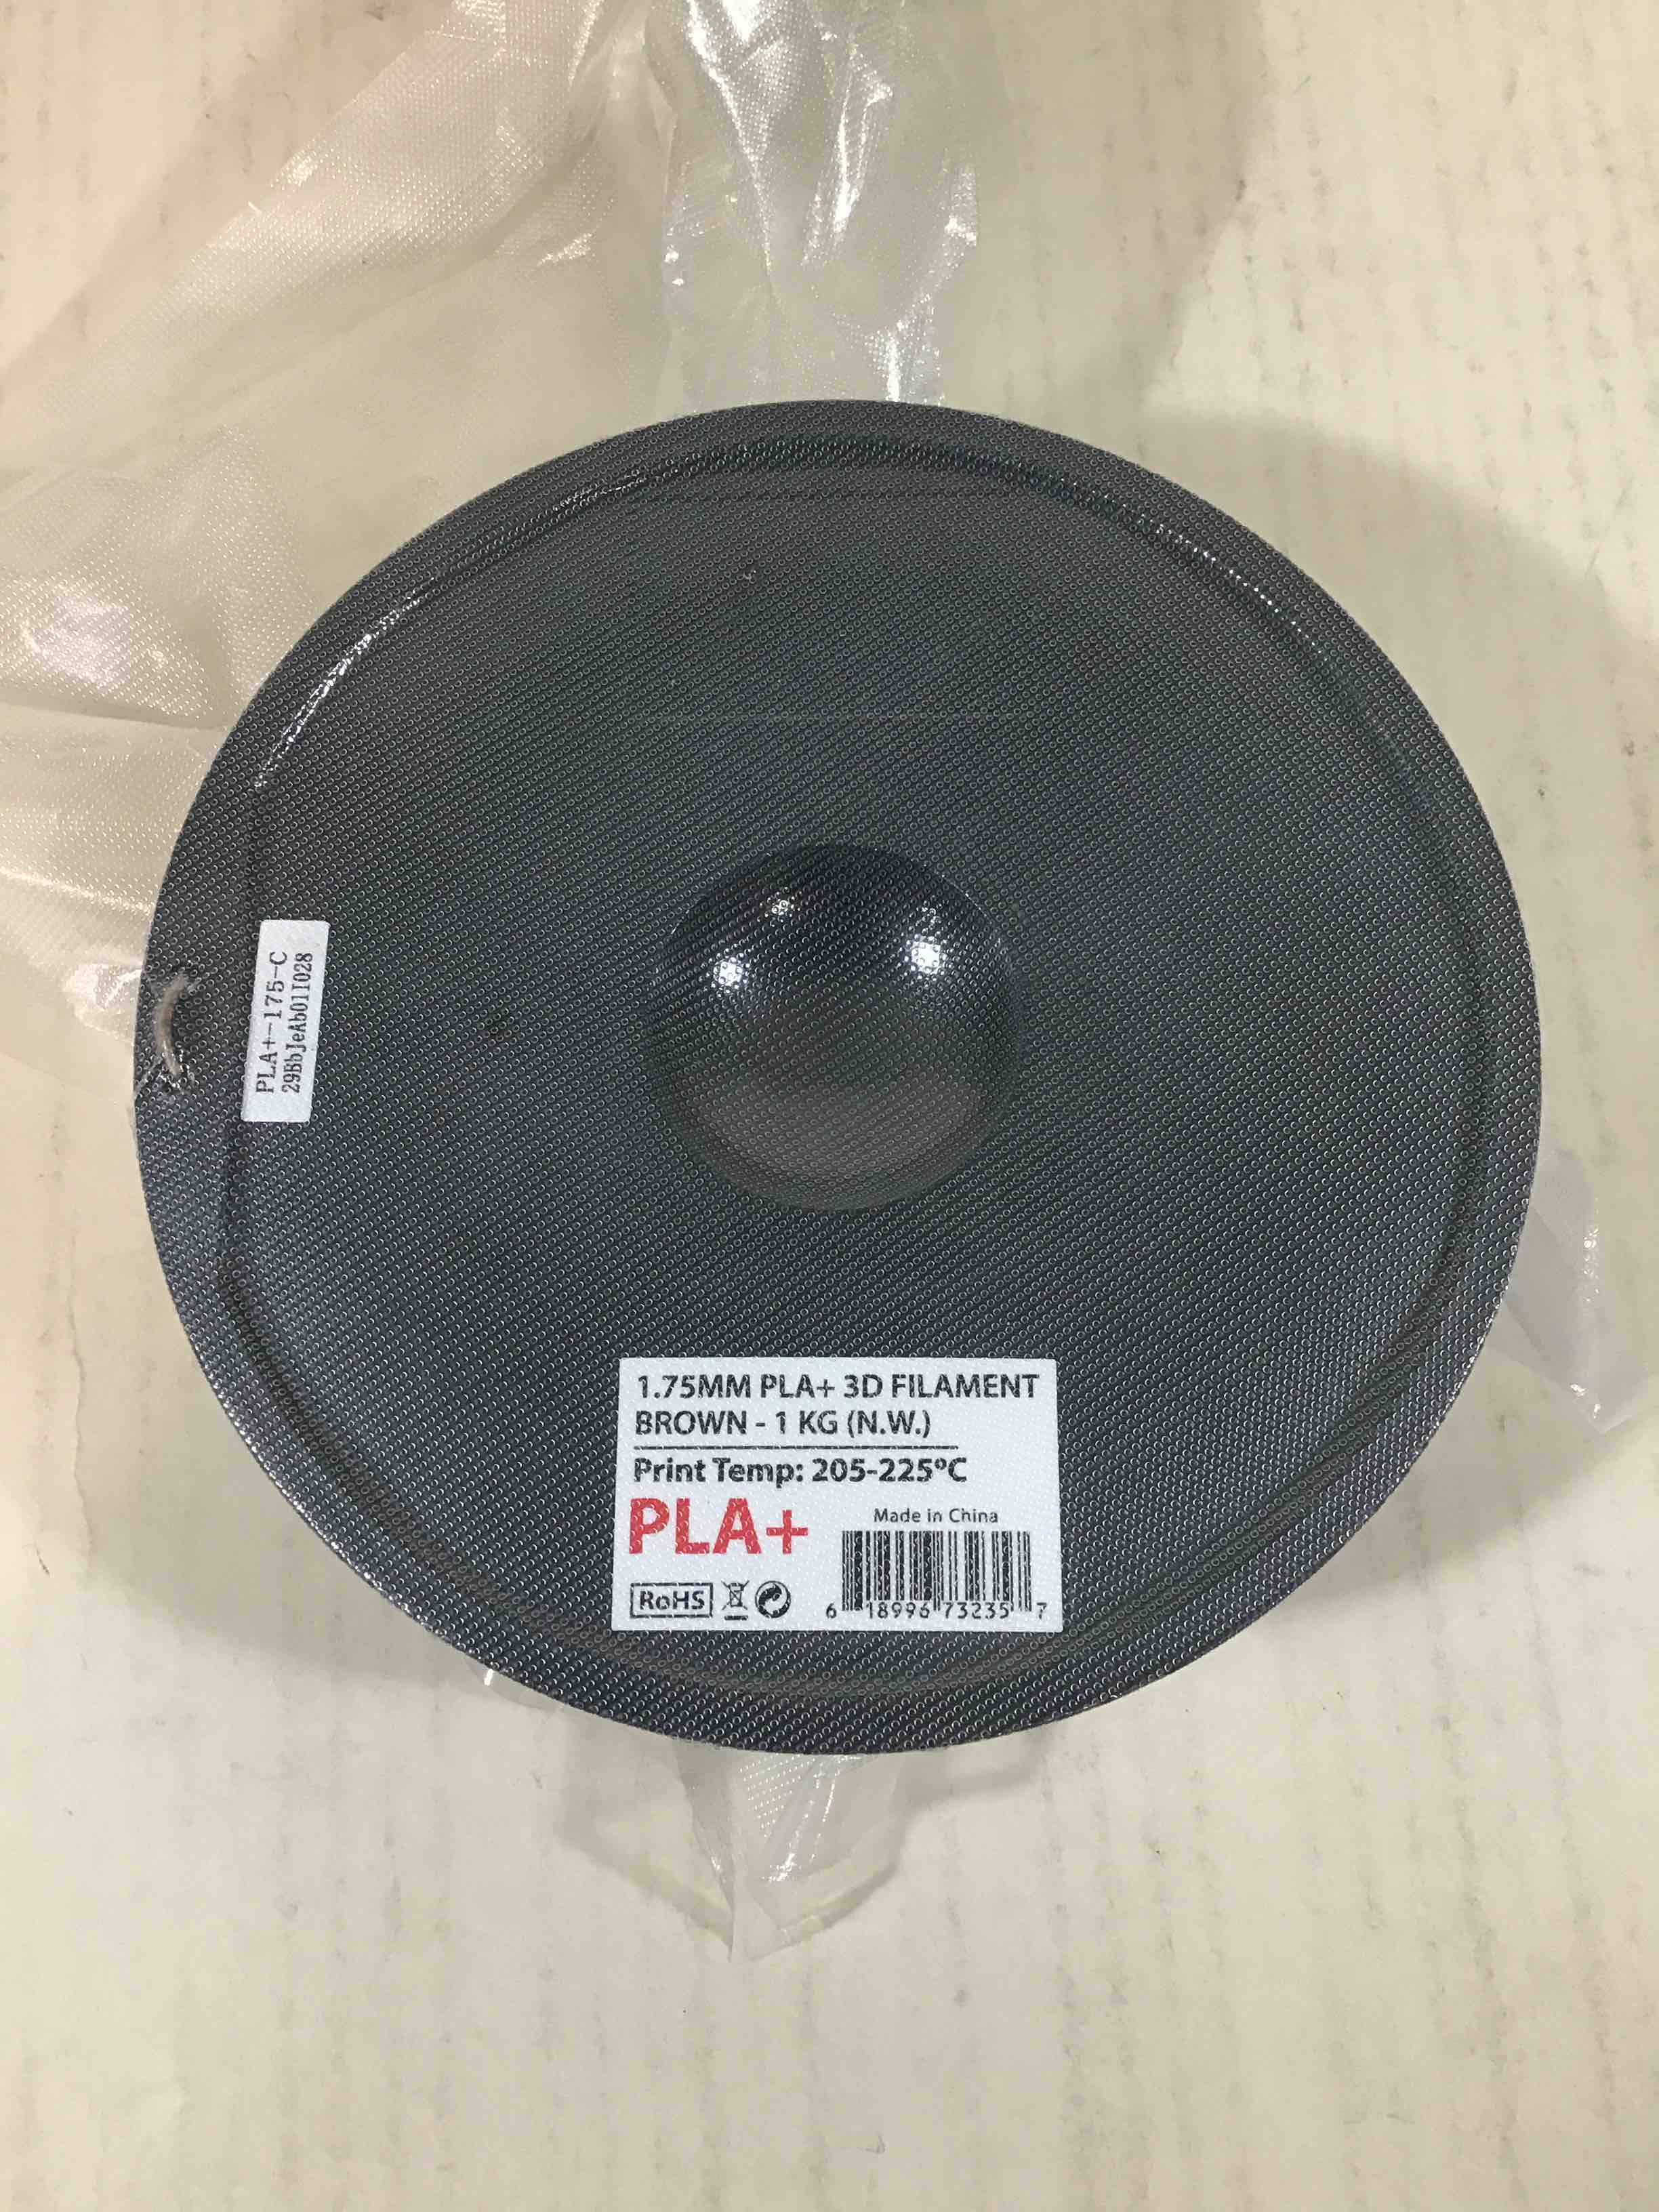 PLA+-175-C
29BbJeAb01I028
1.75MM PLA+ 3D FILAMENT
BROWN - 1 KG (N.W.)
Print Temp: 205-225ºC
PLA+
Made in China
RoHS
6 18996 73235 7